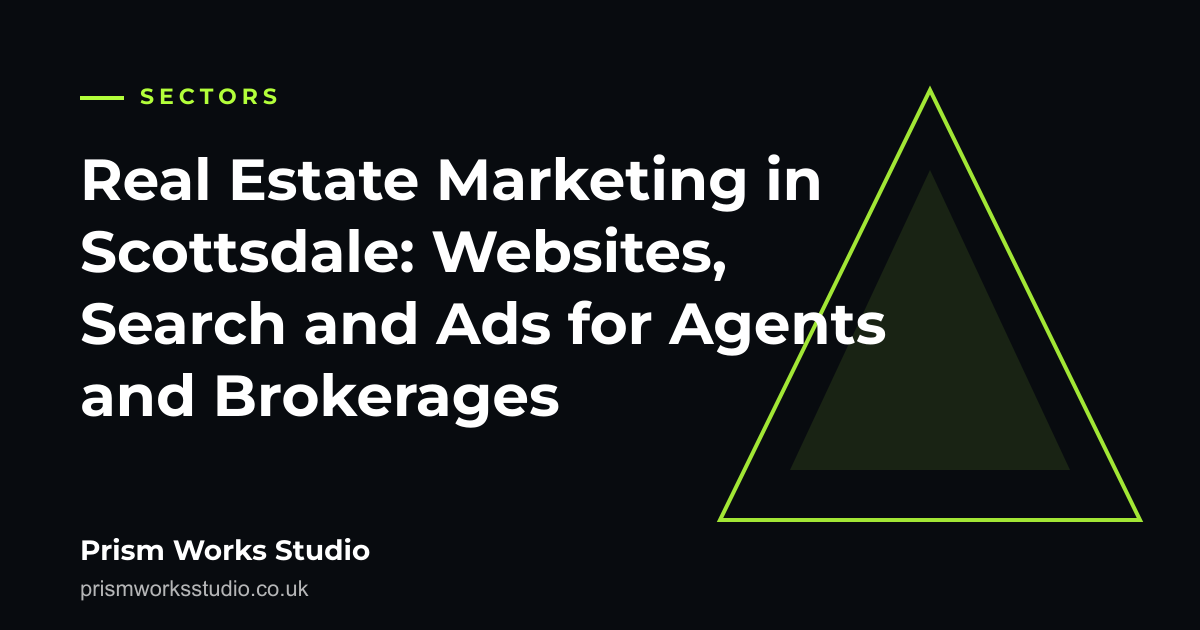 SECTORS
Real Estate Marketing in
Scottsdale: Websites,
Search and Ads for Agents
and Brokerages
Prism Works Studio
prismworksstudio.co.uk